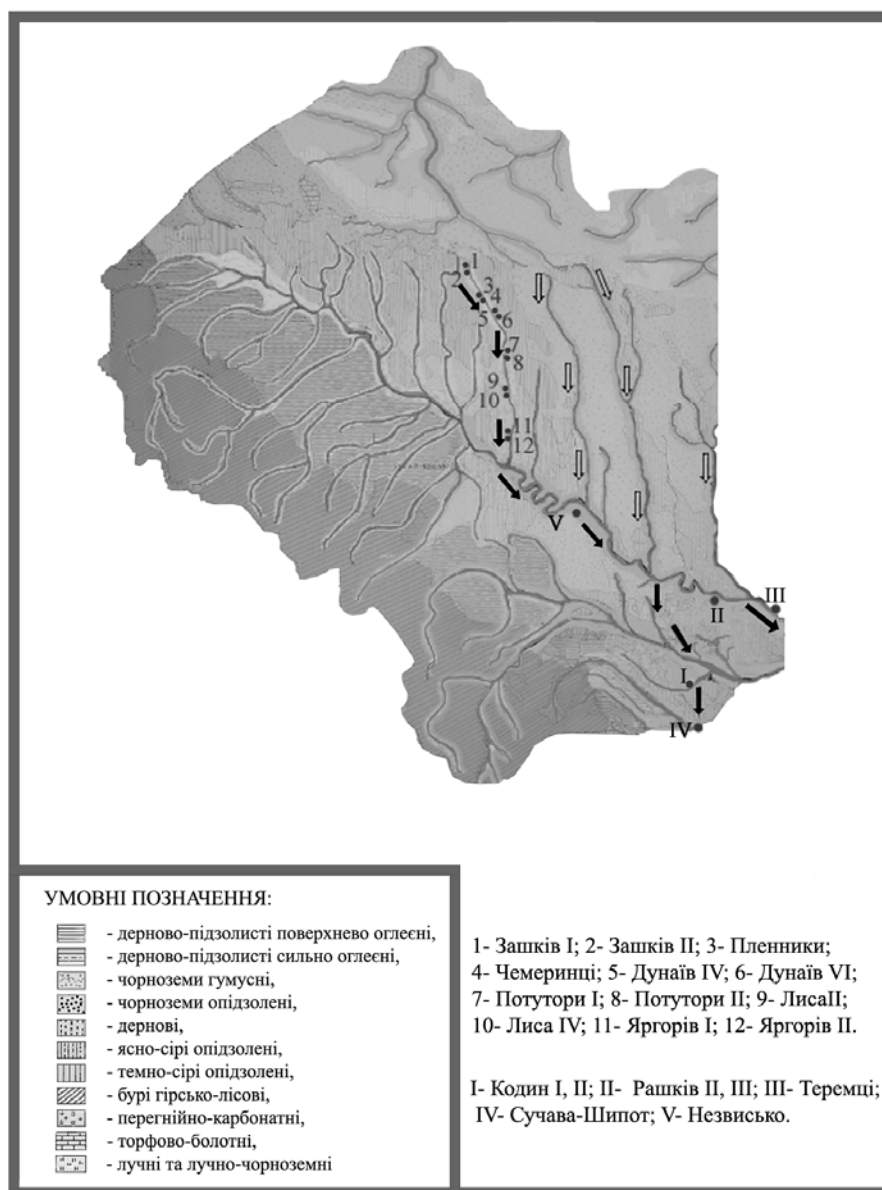 1
2
3
4
5
6
7
8
9
10
11
12
V
II
III
I
IV
УМОВНІ ПОЗНАЧЕННЯ:
- дерново-підзолисті поверхнево оглеєні,
- дерново-підзолисті сильно оглеєні,
- чорноземи гумусні,
- чорноземи опідзолені,
- дернові,
- ясно-сірі опідзолені,
- темно-сірі опідзолені,
- бурі гірсько-лісові,
- перегнійно-карбонатні,
- торфово-болотні,
- лучні та лучно-чорноземні
1- Зашків I; 2- Зашків II; 3- Пленники;
4- Чемеринці; 5- Дунаїв IV; 6- Дунаїв VI;
7- Потутори I; 8- Потутори II; 9- ЛисаII;
10- Лиса IV; 11- Яргорів I; 12- Яргорів II.
I- Кодин I, II; II- Рашків II, III; III- Теремці;
IV- Сучава-Шипот; V- Незвисько.